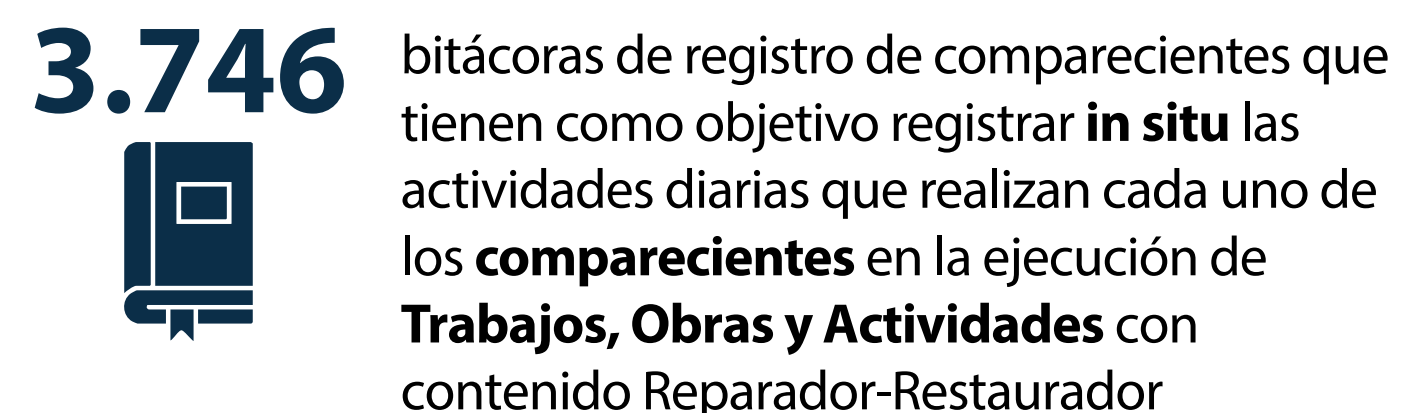 3.746
bitácoras de registro de comparecientes que
tienen como objetivo registrar in situ las
actividades diarias que realizan cada uno de
los comparecientes en la ejecución de
Trabajos, Obras y Actividades con
contenido Reparador-Restaurador